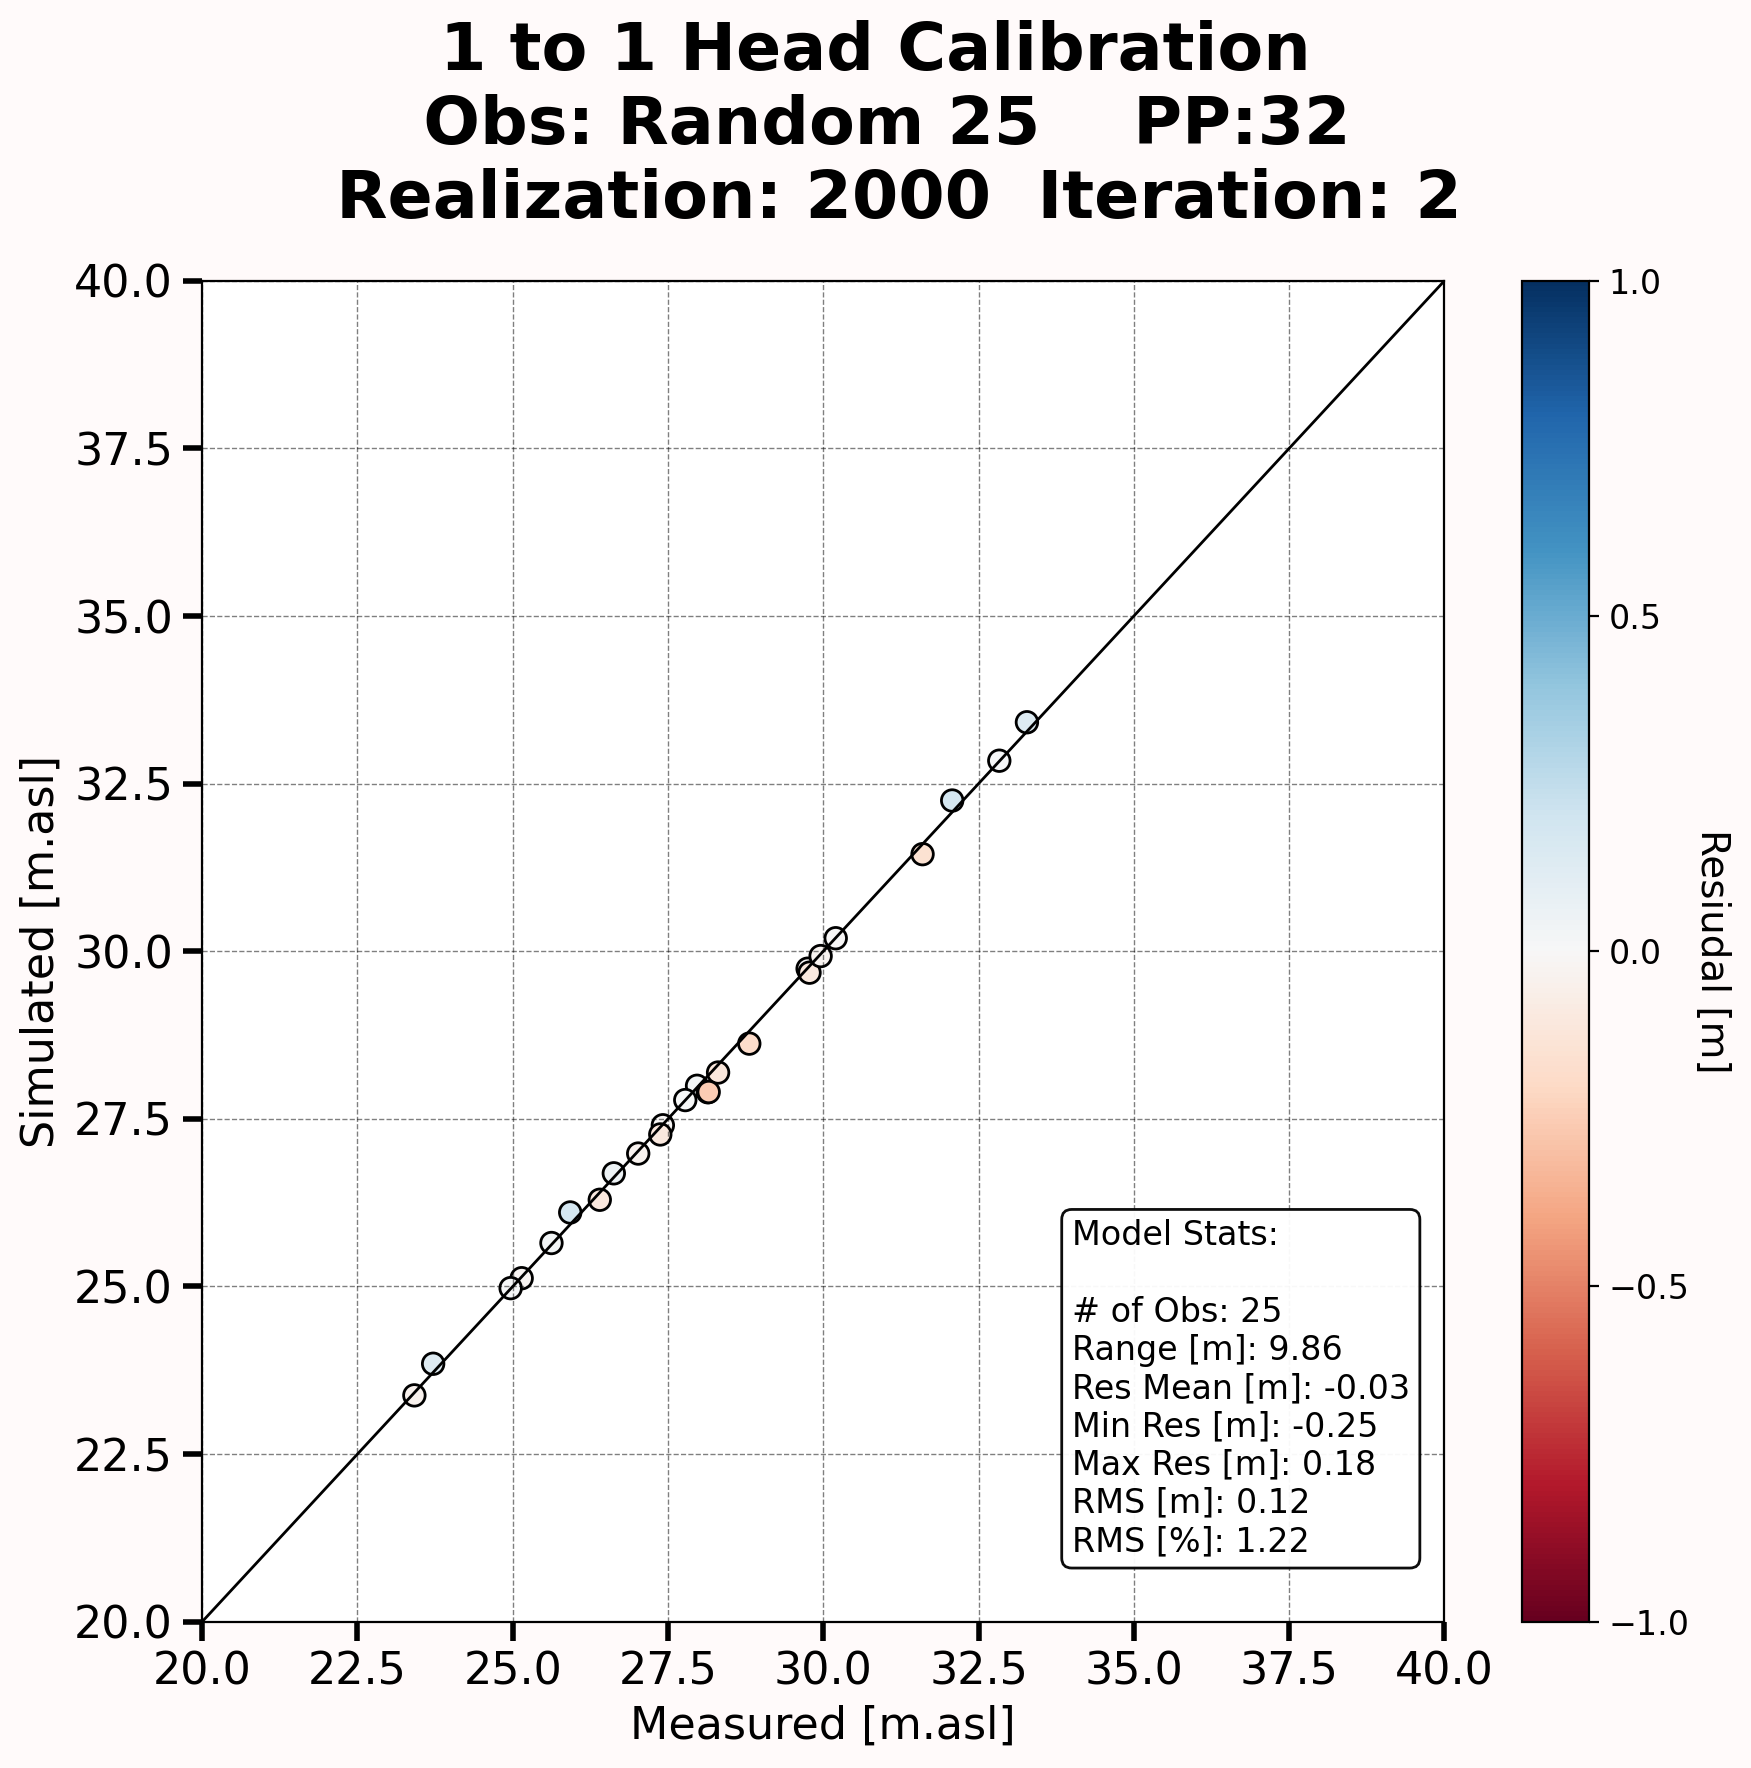 1 to 1 Head Calibration
Obs: Random 25    PP:32
Realization: 2000  Iteration: 2
40.0
37.5
35.0
32.5
30.0
27.5
25.0
22.5
20.0
Simulated [m.asl]
20.0 22.5 25.0 27.5 30.0 32.5 35.0 37.5 40.0
Measured [m.asl]
Model Stats:
# of Obs: 25
Range [m]: 9.86
Res Mean [m]: -0.03
Min Res [m]: -0.25
Max Res [m]: 0.18
RMS [m]: 0.12
RMS [%]: 1.22
1.0
0.5
0.0
−0.5
−1.0
Resiudal [m]